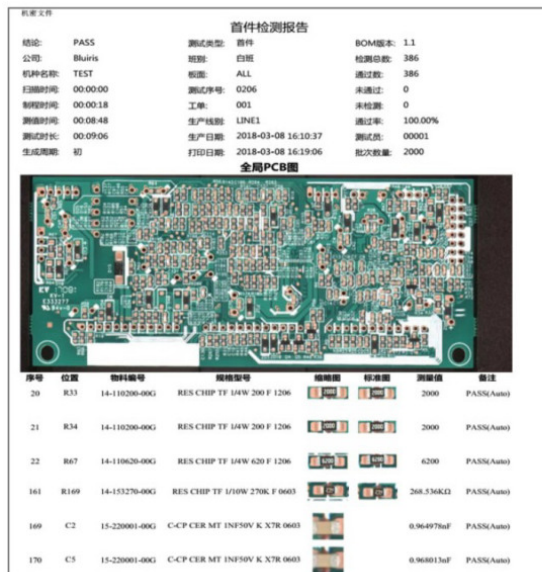 机密文件
首件检测报告
结论: PASS 测试类型: 首件 BOM版本: 1.1
公司: Bluiris 班别: 白班 检测总数: 386
机种名称: TEST 板面: ALL 通过数: 386
扫描时间: 00:00:00 测试序号: 0206 未通过: 0
制程时间: 00:00:18 工单: 001 未检测: 0
测值时间: 00:08:48 生产线别: LINE1 通过率: 100.00%
测试时长: 00:09:06 生产日期: 2018-03-08 16:10:37 测试员: 00001
生成周期: 初 打印日期: 2018-03-08 16:19:06 批次数量: 2000
全局PCB图
序号 位置 物料编号 规格型号 缩略图 标准图 测量值 备注
20 R33 14-110200-00G RES CHIP TF 1/4W 200 F 1206 2000 2000 2000 PASS(Auto)
21 R34 14-110200-00G RES CHIP TF 1/4W 200 F 1206 2000 2000 2000 PASS(Auto)
22 R67 14-110620-00G RES CHIP TF 1/4W 620 F 1206 6200 6200 6200 PASS(Auto)
161 R169 14-153270-00G RES CHIP TF 1/10W 270K F 0603 268.536KΩ PASS(Auto)
169 C2 15-220001-00G C-CP CER MT 1NF50V K X7R 0603 0.964978nF PASS(Auto)
170 C5 15-220001-00G C-CP CER MT 1NF50V K X7R 0603 0.968013nF PASS(Auto)